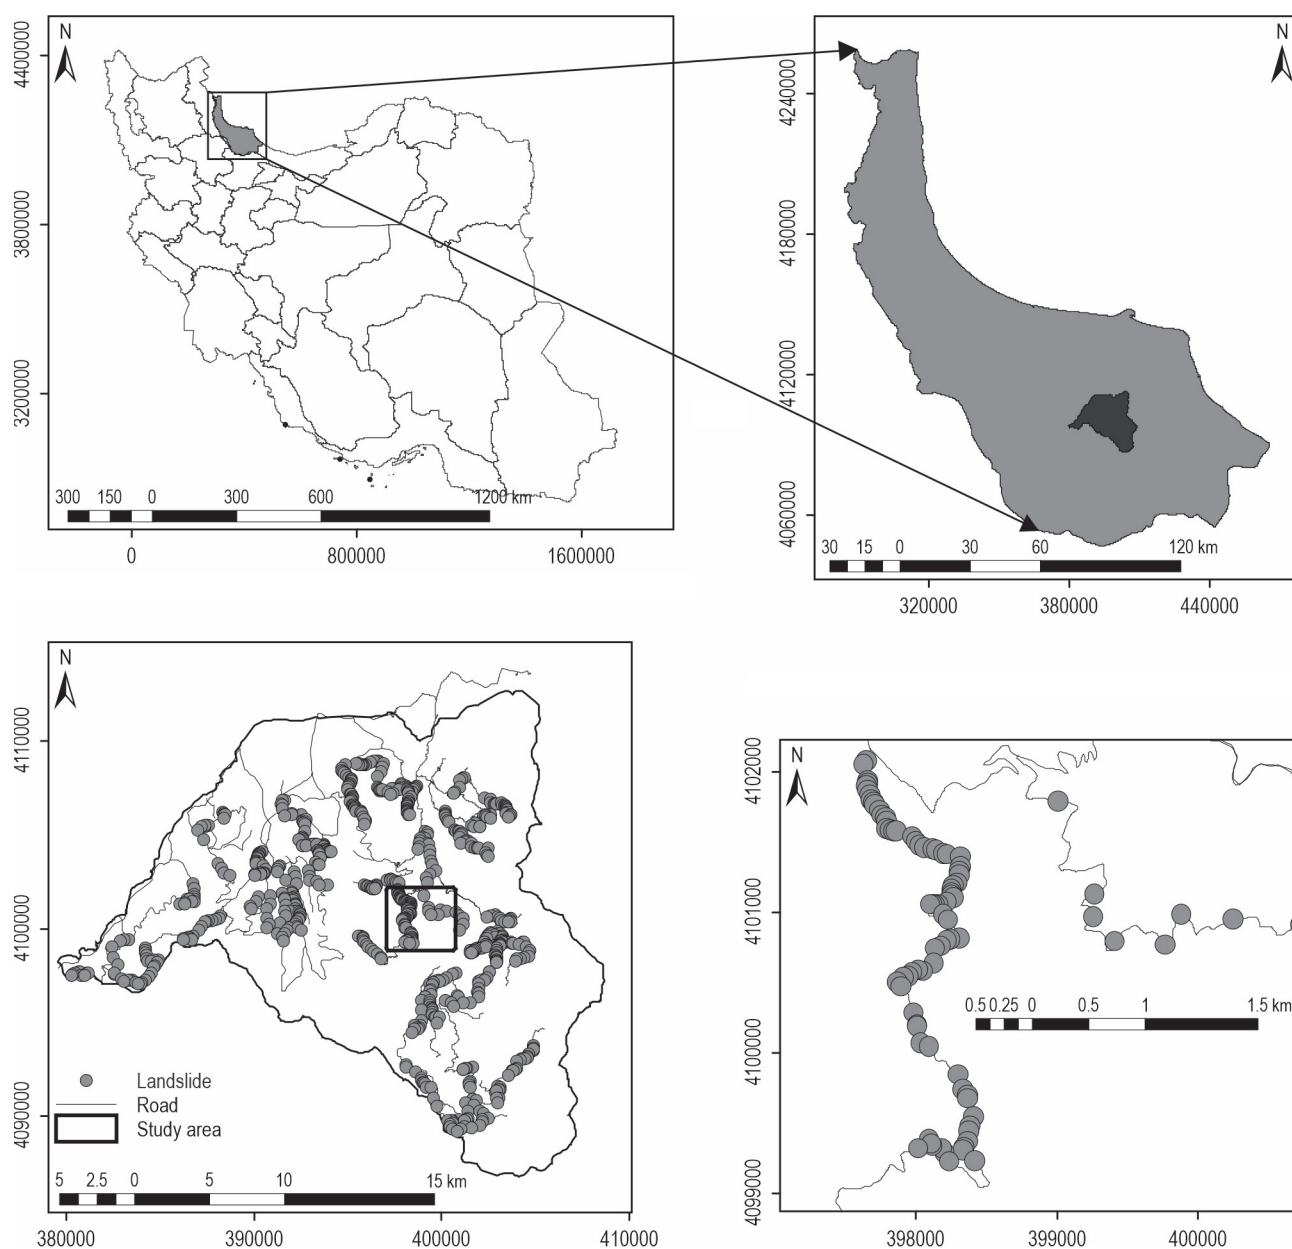 N
4400000
3800000
3200000
300 150 0 300 600 1200 km
0 800000 1600000
N
4240000
4180000
4120000
4060000
30 15 0 30 60 120 km
320000 380000 440000
N
4110000
4100000
4090000
Landslide
Road
Study area
5 2.5 0 5 10 15 km
380000 390000 400000 410000
N
4102000
4101000
4100000
4099000
0.5 0.25 0 0.5 1 1.5 km
398000 399000 400000